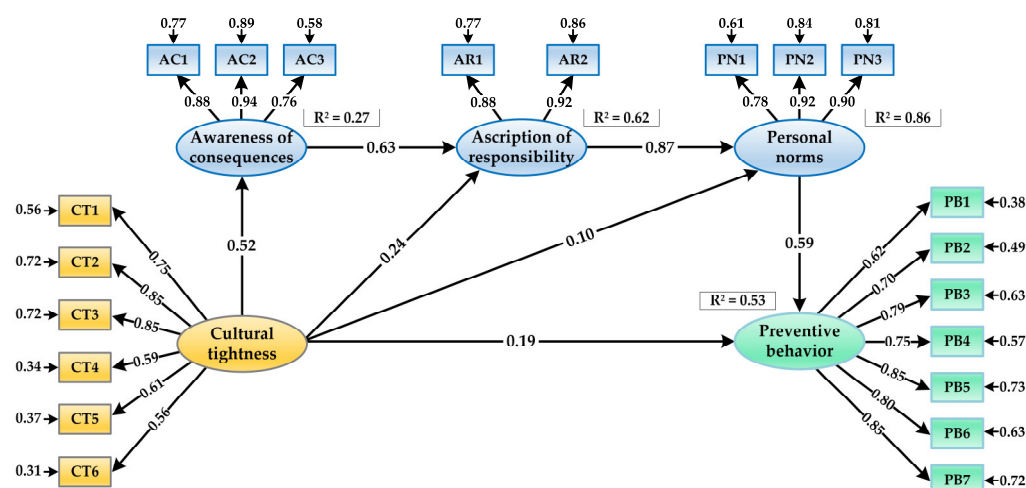 0.77 0.89 0.58 0.77 0.86 0.61 0.84 0.81
AC1 AC2 AC3 AR1 AR2 PN1 PN2 PN3
0.88 0.94 0.76 0.88 0.92 0.78 0.92 0.90
R² = 0.27 R² = 0.62 R² = 0.86
Awareness of
consequences
0.63
Ascription of
responsibility
0.87
Personal
norms
0.56 CT1
0.72 CT2
0.72 CT3
0.34 CT4
0.37 CT5
0.31 CT6
0.75
0.85
0.85
0.59
0.61
0.56
0.52
0.24
0.10
0.59
0.19
Cultural
tightness
R² = 0.53
Preventive
behavior
0.62
0.70
0.79
0.75
0.85
0.80
0.85
PB1 0.38
PB2 0.49
PB3 0.63
PB4 0.57
PB5 0.73
PB6 0.63
PB7 0.72